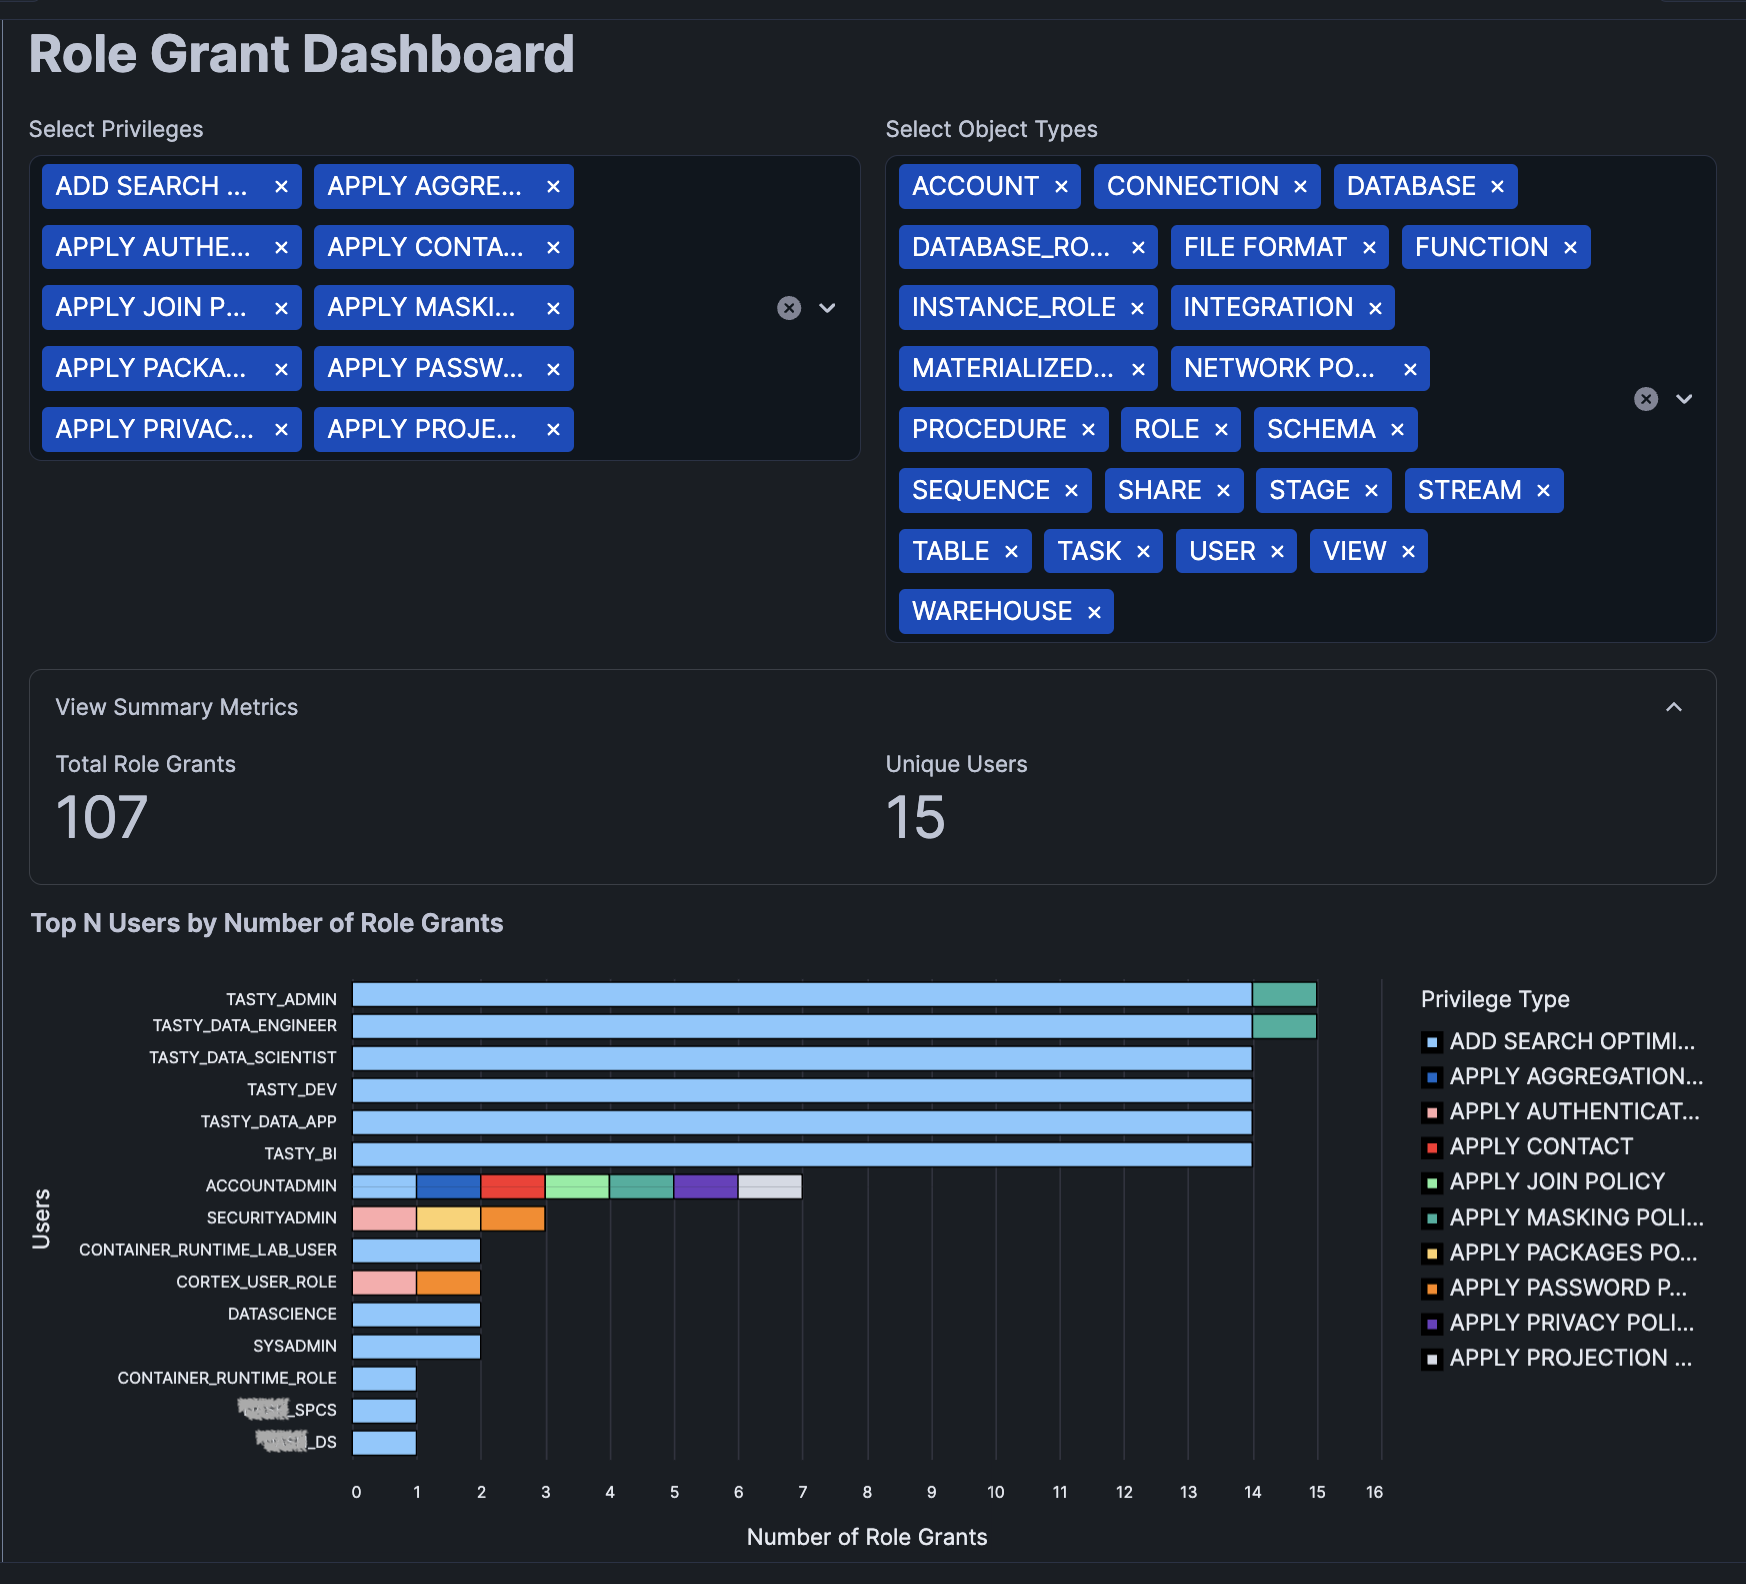 Role Grant Dashboard
Select Privileges
ADD SEARCH ... ×
APPLY AGGRE... ×
APPLY AUTHE... ×
APPLY CONTA... ×
APPLY JOIN P... ×
APPLY MASKI... ×
APPLY PACKA... ×
APPLY PASSW... ×
APPLY PRIVAC... ×
APPLY PROJE... ×
Select Object Types
ACCOUNT × CONNECTION × DATABASE ×
DATABASE_RO... × FILE FORMAT × FUNCTION ×
INSTANCE_ROLE × INTEGRATION ×
MATERIALIZED... × NETWORK PO... ×
PROCEDURE × ROLE × SCHEMA ×
SEQUENCE × SHARE × STAGE × STREAM ×
TABLE × TASK × USER × VIEW ×
WAREHOUSE ×
View Summary Metrics
Total Role Grants
107
Unique Users
15
Top N Users by Number of Role Grants
Users
TASTY_ADMIN
TASTY_DATA_ENGINEER
TASTY_DATA_SCIENTIST
TASTY_DEV
TASTY_DATA_APP
TASTY_BI
ACCOUNTADMIN
SECURITYADMIN
CONTAINER_RUNTIME_LAB_USER
CORTEX_USER_ROLE
DATASCIENCE
SYSADMIN
CONTAINER_RUNTIME_ROLE
_SPCS
_DS
0 1 2 3 4 5 6 7 8 9 10 11 12 13 14 15 16
Number of Role Grants
Privilege Type
ADD SEARCH OPTIMI...
APPLY AGGREGATION...
APPLY AUTHENTICAT...
APPLY CONTACT
APPLY JOIN POLICY
APPLY MASKING POLI...
APPLY PACKAGES PO...
APPLY PASSWORD P...
APPLY PRIVACY POLI...
APPLY PROJECTION ...